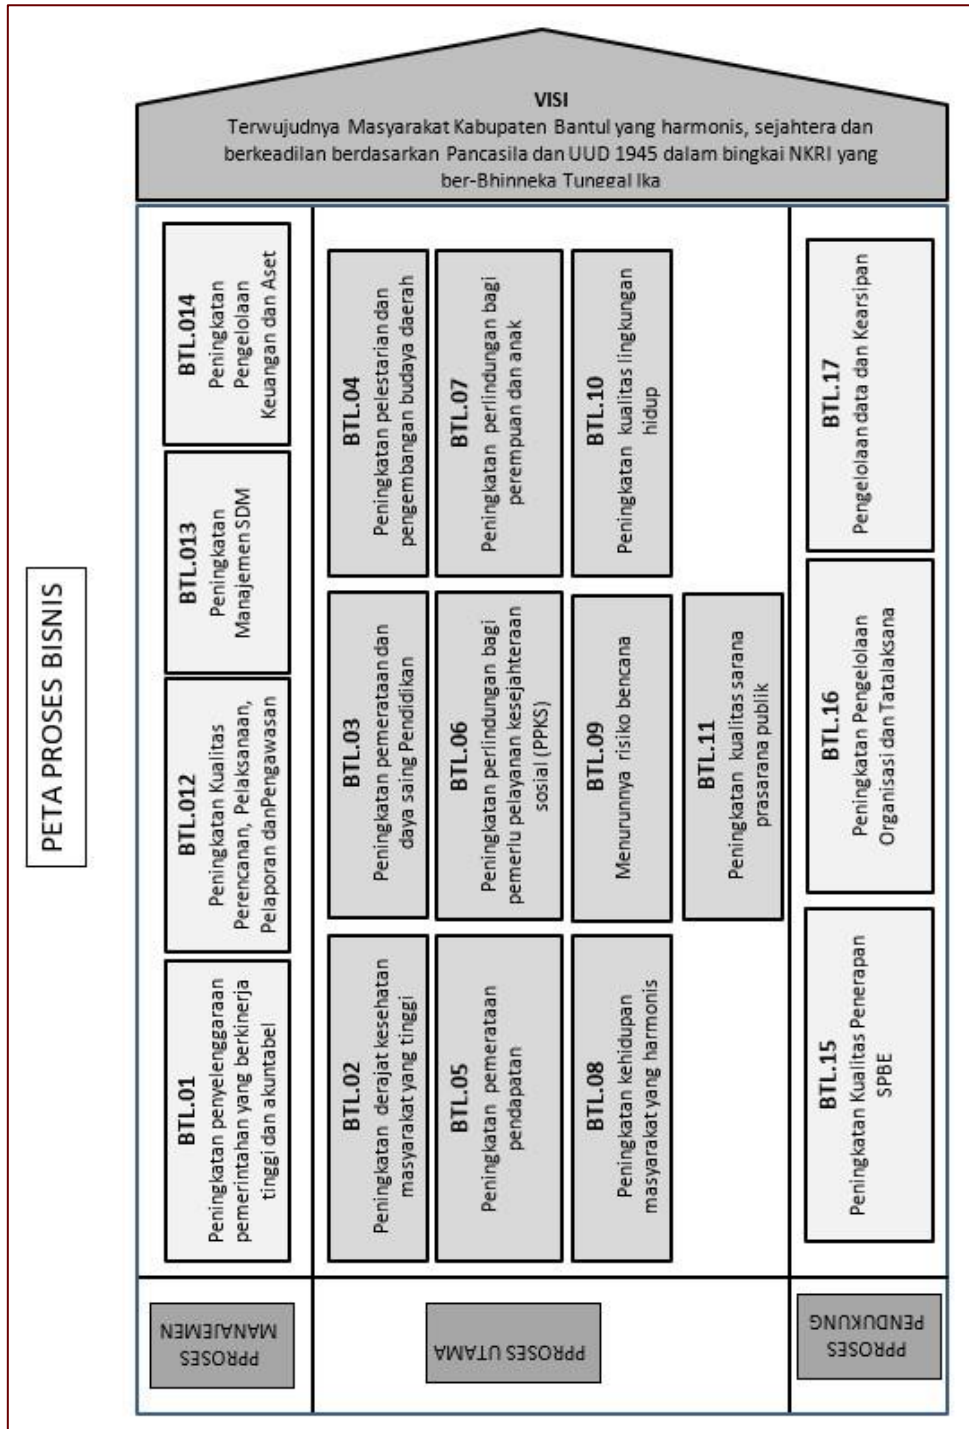 PETA PROSES BISNIS
VISI
Terwujudnya Masyarakat Kabupaten Bantul yang harmonis, sejahtera dan
berkeadilan berdasarkan Pancasila dan UUD 1945 dalam bingkai NKRI yang
ber-Bhinneka Tunggal Ika
PPROSES
MANAJEMEN
BTL.01
Peningkatan penyelenggaraan
pemerintahan yang berkinerja
tinggi dan akuntabel
BTL.012
Peningkatan Kualitas
Perencanan, Pelaksanaan,
Pelaporan danPengawasan
BTL.013
Peningkatan
Manajemen SDM
BTL.014
Peningkatan
Pengelolaan
Keuangan dan Aset
PPROSES UTAMA
BTL.02
Peningkatan derajat kesehatan
masyarakat yang tinggi
BTL.03
Peningkatan pemerataan dan
daya saing Pendidikan
BTL.04
Peningkatan pelestarian dan
pengembangan budaya daerah
BTL.05
Peningkatan pemerataan
pendapatan
BTL.06
Peningkatan perlindungan bagi
pemerlu pelayanan kesejahteraan
sosial (PPKS)
BTL.07
Peningkatan perlindungan bagi
perempuan dan anak
BTL.08
Peningkatan kehidupan
masyarakat yang harmonis
BTL.09
Menurunnya risiko bencana
BTL.10
Peningkatan kualitas lingkungan
hidup
BTL.11
Peningkatan kualitas sarana
prasarana publik
PPROSES
PENDUKUNG
BTL.15
Peningkatan Kualitas Penerapan
SPBE
BTL.16
Peningkatan Pengelolaan
Organisasi dan Tatalaksana
BTL.17
Pengelolaan data dan Kearsipan